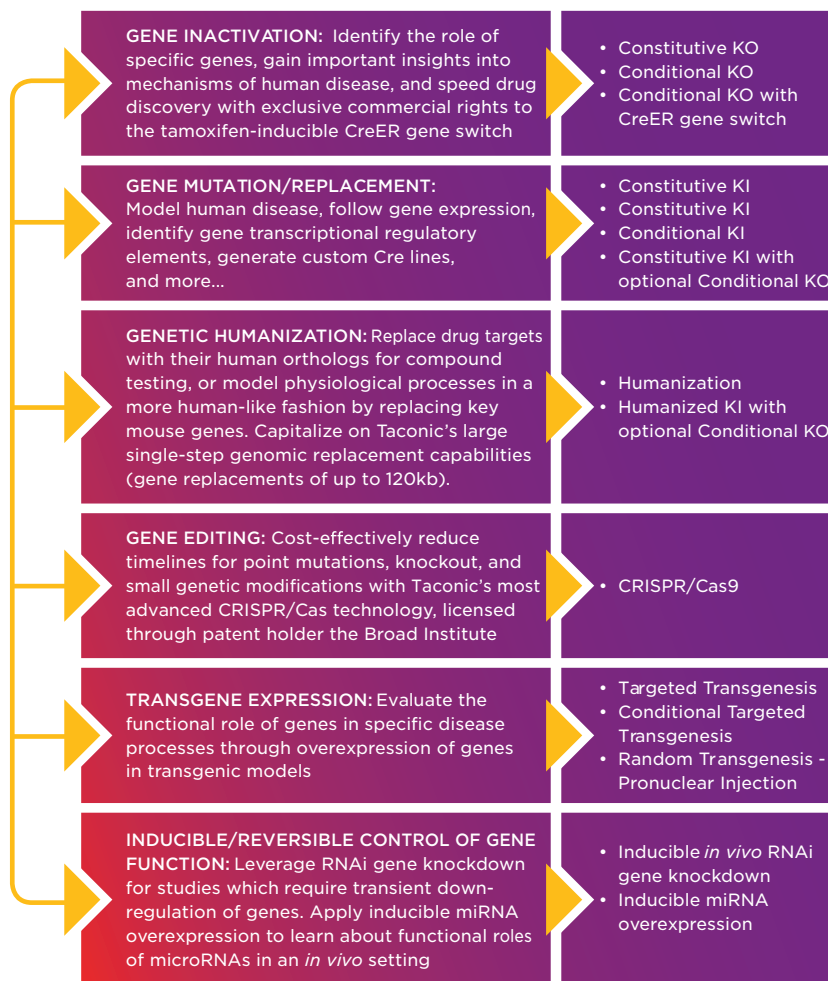 GENE INACTIVATION: Identify the role of
specific genes, gain important insights into
mechanisms of human disease, and speed drug
discovery with exclusive commercial rights to
the tamoxifen-inducible CreER gene switch
• Constitutive KO
• Conditional KO
• Conditional KO with
CreER gene switch
GENE MUTATION/REPLACEMENT:
Model human disease, follow gene expression,
identify gene transcriptional regulatory
elements, generate custom Cre lines,
and more...
• Constitutive KI
• Constitutive KI
• Conditional KI
• Constitutive KI with
optional Conditional KO
GENETIC HUMANIZATION: Replace drug targets
with their human orthologs for compound
testing, or model physiological processes in a
more human-like fashion by replacing key
mouse genes. Capitalize on Taconic's large
single-step genomic replacement capabilities
(gene replacements of up to 120kb).
• Humanization
• Humanized KI with
optional Conditional KO
GENE EDITING: Cost-effectively reduce
timelines for point mutations, knockout, and
small genetic modifications with Taconic's most
advanced CRISPR/Cas technology, licensed
through patent holder the Broad Institute
• CRISPR/Cas9
TRANSGENE EXPRESSION: Evaluate the
functional role of genes in specific disease
processes through overexpression of genes
in transgenic models
• Targeted Transgenesis
• Conditional Targeted
Transgenesis
• Random Transgenesis -
Pronuclear Injection
INDUCIBLE/REVERSIBLE CONTROL OF GENE
FUNCTION: Leverage RNAi gene knockdown
for studies which require transient down-
regulation of genes. Apply inducible miRNA
overexpression to learn about functional roles
of microRNAs in an in vivo setting
• Inducible in vivo RNAi
gene knockdown
• Inducible miRNA
overexpression